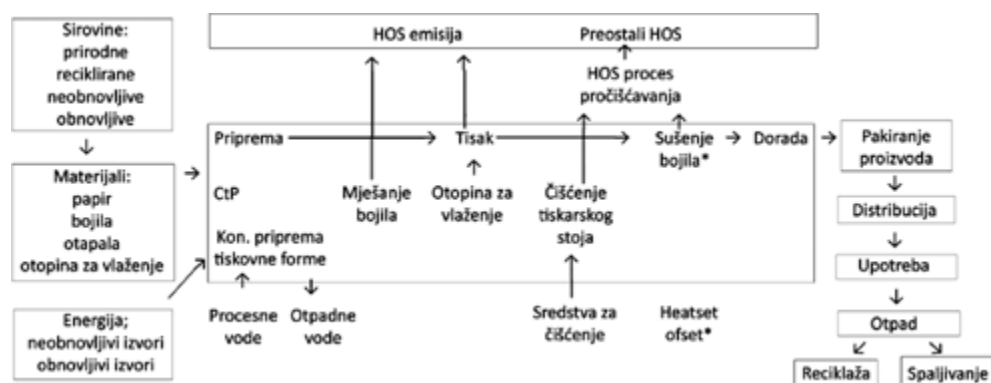 Sirovine:
prirodne
reciklirane
neobnovljive
obnovljive
Materijali:
papir
bojila
otapala
otopina za vlaženje
Energija;
neobnovljivi izvori
obnovljivi izvori
HOS emisija
Preostali HOS
HOS proces
pročišćavanja
Priprema
Tisak
Sušenje
bojila*
Dorada
CtP
Mješanje
bojila
Otopina za
vlaženje
Čišćenje
tiskarskog
stoja
Kon. priprema
tiskovne forme
Procesne
vode
Otpadne
vode
Sredstva za
čišćenje
Heatset
ofset*
Pakiranje
proizvoda
Distribucija
Upotreba
Otpad
Reciklaža
Spaljivanje